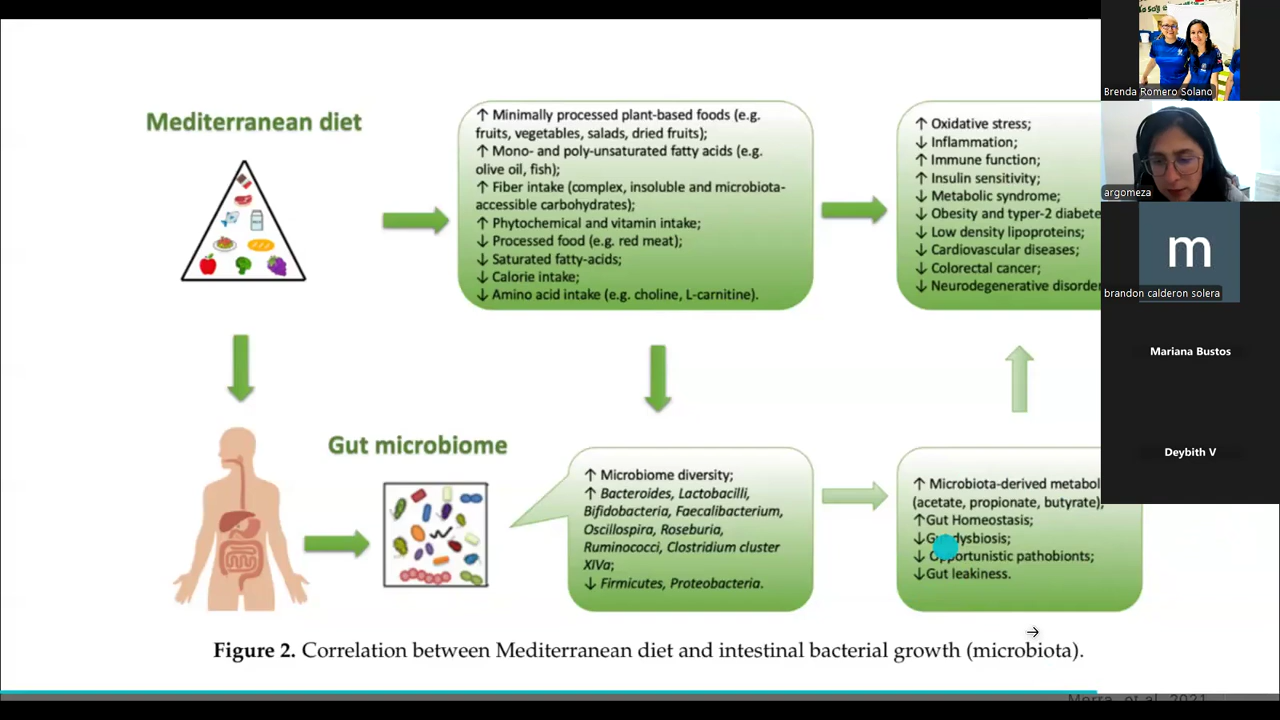 Mediterranean diet
↑ Minimally processed plant-based foods (e.g.
fruits, vegetables, salads, dried fruits);
↑ Mono- and poly-unsaturated fatty acids (e.g.
olive oil, fish);
↑ Fiber intake (complex, insoluble and microbiota-
accessible carbohydrates);
↑ Phytochemical and vitamin intake;
↓ Processed food (e.g. red meat);
↓ Saturated fatty-acids;
↓ Calorie intake;
↓ Amino acid intake (e.g. choline, L-carnitine).
↑ Oxidative stress;
↓ Inflammation;
↑ Immune function;
↑ Insulin sensitivity;
↓ Metabolic syndrome;
↓ Obesity and typer-2 diabete
↓ Low density lipoproteins;
↓ Cardiovascular diseases;
↓ Colorectal cancer;
↓ Neurodegenerative disorder
Gut microbiome
↑ Microbiome diversity;
↑ Bacteroides, Lactobacilli,
Bifidobacteria, Faecalibacterium,
Oscillospira, Roseburia,
Ruminococci, Clostridium cluster
XIVa;
↓ Firmicutes, Proteobacteria.
↑ Microbiota-derived metabol
(acetate, propionate, butyrate);
↑Gut Homeostasis;
↓Gut dysbiosis;
↓ Opportunistic pathobionts;
↓Gut leakiness.
Figure 2. Correlation between Mediterranean diet and intestinal bacterial growth (microbiota).
Brenda Romero Solano
argomeza
m
brandon calderon solera
Mariana Bustos
Deybith V